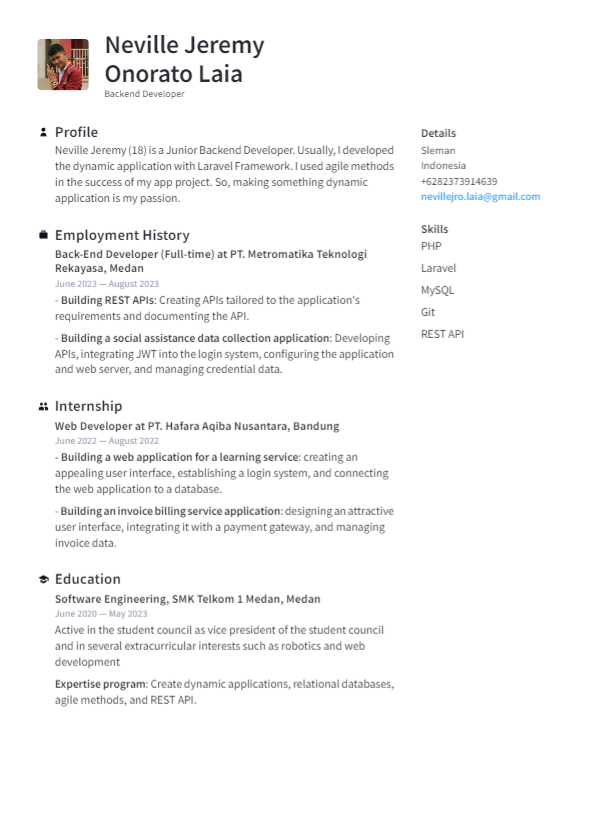 Neville Jeremy
Onorato Laia
Backend Developer
Profile
Neville Jeremy (18) is a Junior Backend Developer. Usually, I developed
the dynamic application with Laravel Framework. I used agile methods
in the success of my app project. So, making something dynamic
application is my passion.
Employment History
Back-End Developer (Full-time) at PT. Metromatika Teknologi
Rekayasa, Medan
June 2023 — August 2023
- Building REST APIs: Creating APIs tailored to the application's
requirements and documenting the API.
- Building a social assistance data collection application: Developing
APIs, integrating JWT into the login system, configuring the application
and web server, and managing credential data.
Internship
Web Developer at PT. Hafara Aqiba Nusantara, Bandung
June 2022 — August 2022
- Building a web application for a learning service: creating an
appealing user interface, establishing a login system, and connecting
the web application to a database.
- Building an invoice billing service application: designing an attractive
user interface, integrating it with a payment gateway, and managing
invoice data.
Education
Software Engineering, SMK Telkom 1 Medan, Medan
June 2020 — May 2023
Active in the student council as vice president of the student council
and in several extracurricular interests such as robotics and web
development
Expertise program: Create dynamic applications, relational databases,
agile methods, and REST API.
Details
Sleman
Indonesia
+6282373914639
nevillejro.laia@gmail.com
Skills
PHP
Laravel
MySQL
Git
REST API